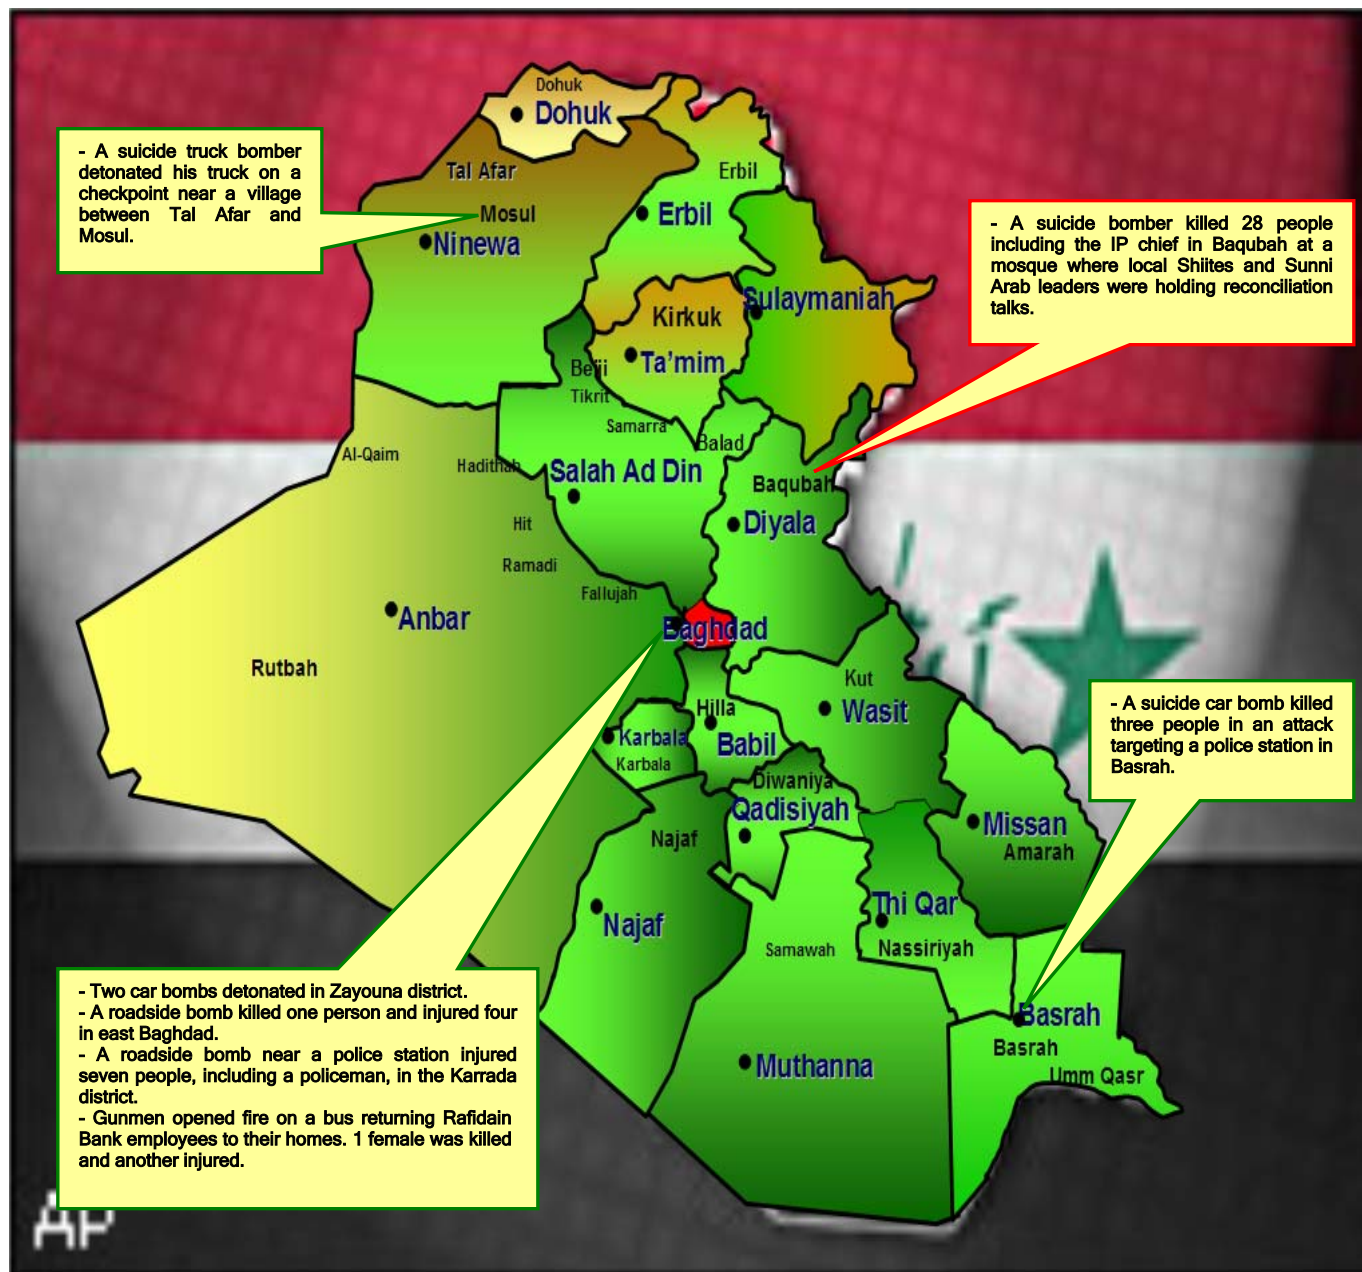 Dohuk
Dohuk
- A suicide truck bomber
detonated his truck on a
checkpoint near a village
between Tal Afar and
Mosul.
Tal Afar
Mosul
Ninewa
Erbil
Erbil
- A suicide bomber killed 28 people
including the IP chief in Baqubah at a
mosque where local Shiites and Sunni
Arab leaders were holding reconciliation
talks.
Sulaymaniah
Kirkuk
Ta'mim
Beiji
Tikrit
Samarra
Balad
Al-Qaim
Hadithah
Salah Ad Din
Baqubah
Diyala
Hit
Ramadi
Fallujah
Anbar
Baghdad
Rutbah
Kut
Wasit
Hilla
Babil
Karbala
Karbala
- A suicide car bomb killed
three people in an attack
targeting a police station in
Basrah.
Diwaniya
Qadisiyah
Missan
Amarah
Najaf
Najaf
Thi Qar
Nassiriyah
Samawah
- Two car bombs detonated in Zayouna district.
- A roadside bomb killed one person and injured four
in east Baghdad.
- A roadside bomb near a police station injured
seven people, including a policeman, in the Karrada
district.
- Gunmen opened fire on a bus returning Rafidain
Bank employees to their homes. 1 female was killed
and another injured.
Basrah
Basrah
Umm Qasr
Muthanna
AP